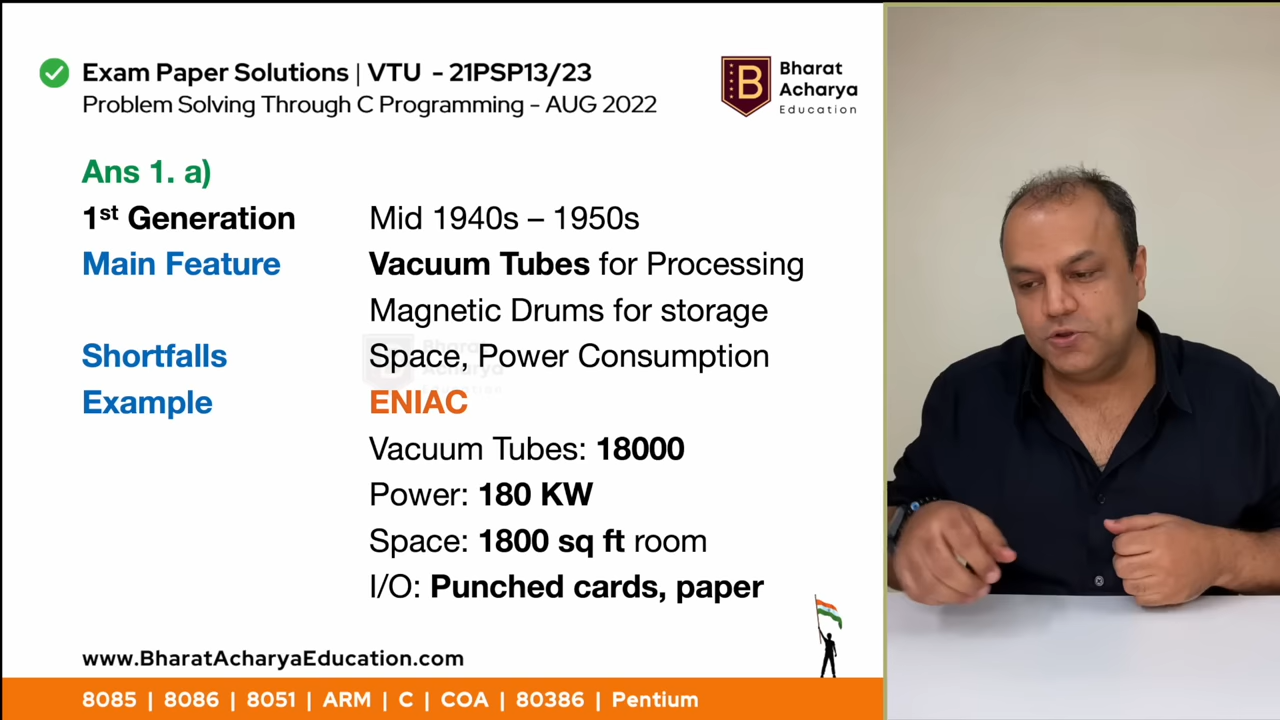 Exam Paper Solutions | VTU - 21PSP13/23
Problem Solving Through C Programming - AUG 2022
B
Bharat
Acharya
Education
Ans 1. a)
1st Generation Mid 1940s – 1950s
Main Feature Vacuum Tubes for Processing
Magnetic Drums for storage
Shortfalls Space, Power Consumption
Bharat
Acharya
Education
Example ENIAC
Vacuum Tubes: 18000
Power: 180 KW
Space: 1800 sq ft room
I/O: Punched cards, paper
www.BharatAcharyaEducation.com
8085 | 8086 | 8051 | ARM | C | COA | 80386 | Pentium